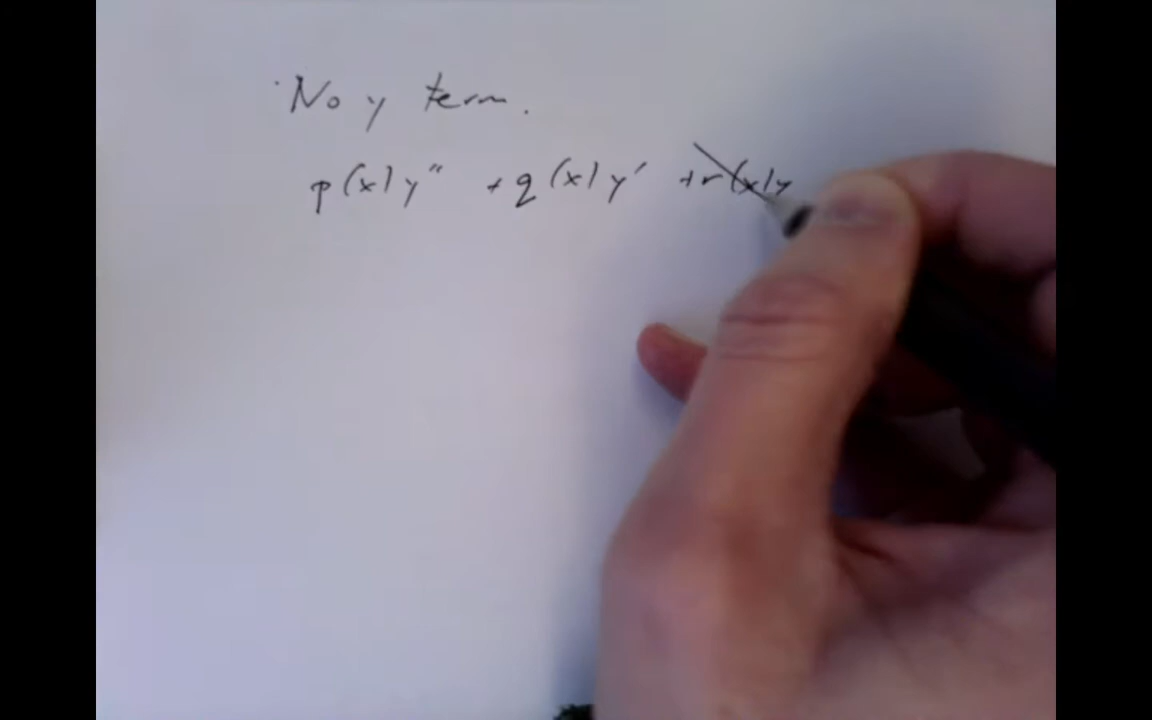 No y term.
p(x)y" + q(x)y' + r(x)y